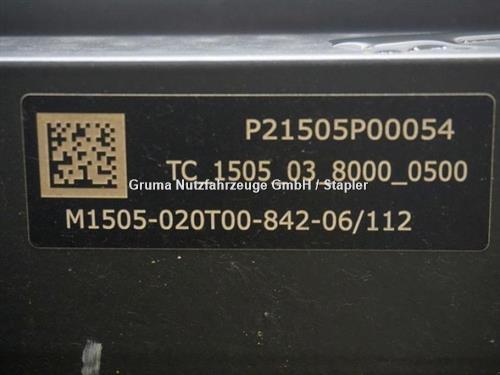 P21505P00054
TC_1505_03_8000_0500
Gruma Nutzfahrzeuge GmbH / Stapler
M1505-020T00-842-06/112